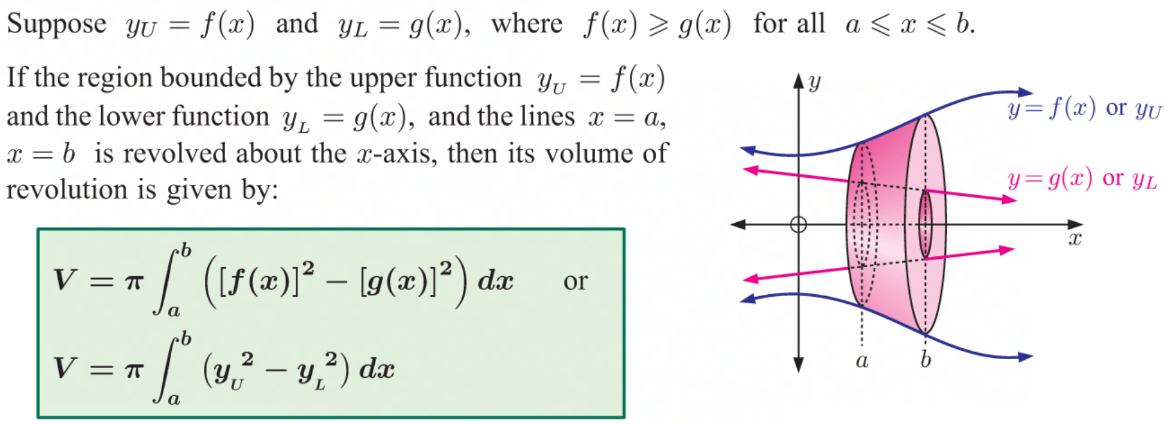 Suppose y_U = f(x) and y_L = g(x), where f(x) ⩾ g(x) for all a ⩽ x ⩽ b.
If the region bounded by the upper function y_U = f(x)
and the lower function y_L = g(x), and the lines x = a,
x = b is revolved about the x-axis, then its volume of
revolution is given by:
V = π ∫_a^b ([f(x)]² − [g(x)]²) dx or
V = π ∫_a^b (y_U² − y_L²) dx
y
y = f(x) or y_U
y = g(x) or y_L
x
a b